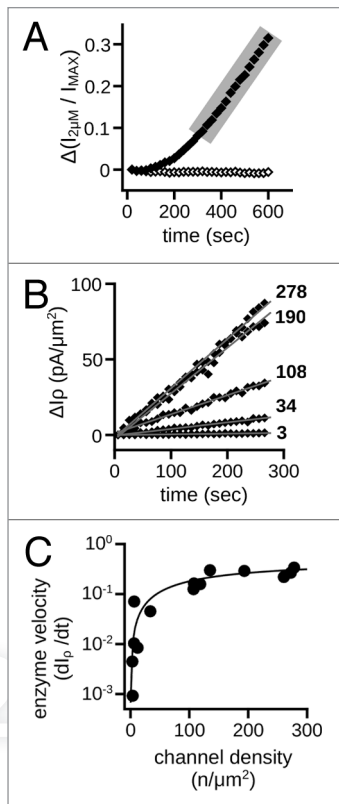 A
Δ(I2μM / IMAX)
0.3
0.2
0.1
0
0 200 400 600
time (sec)
B
ΔIρ (pA/μm²)
100
50
0
278
190
108
34
3
0 100 200 300
time (sec)
C
enzyme velocity
(dIρ /dt)
10⁰
10⁻¹
10⁻²
10⁻³
0 100 200 300
channel density
(n/μm²)